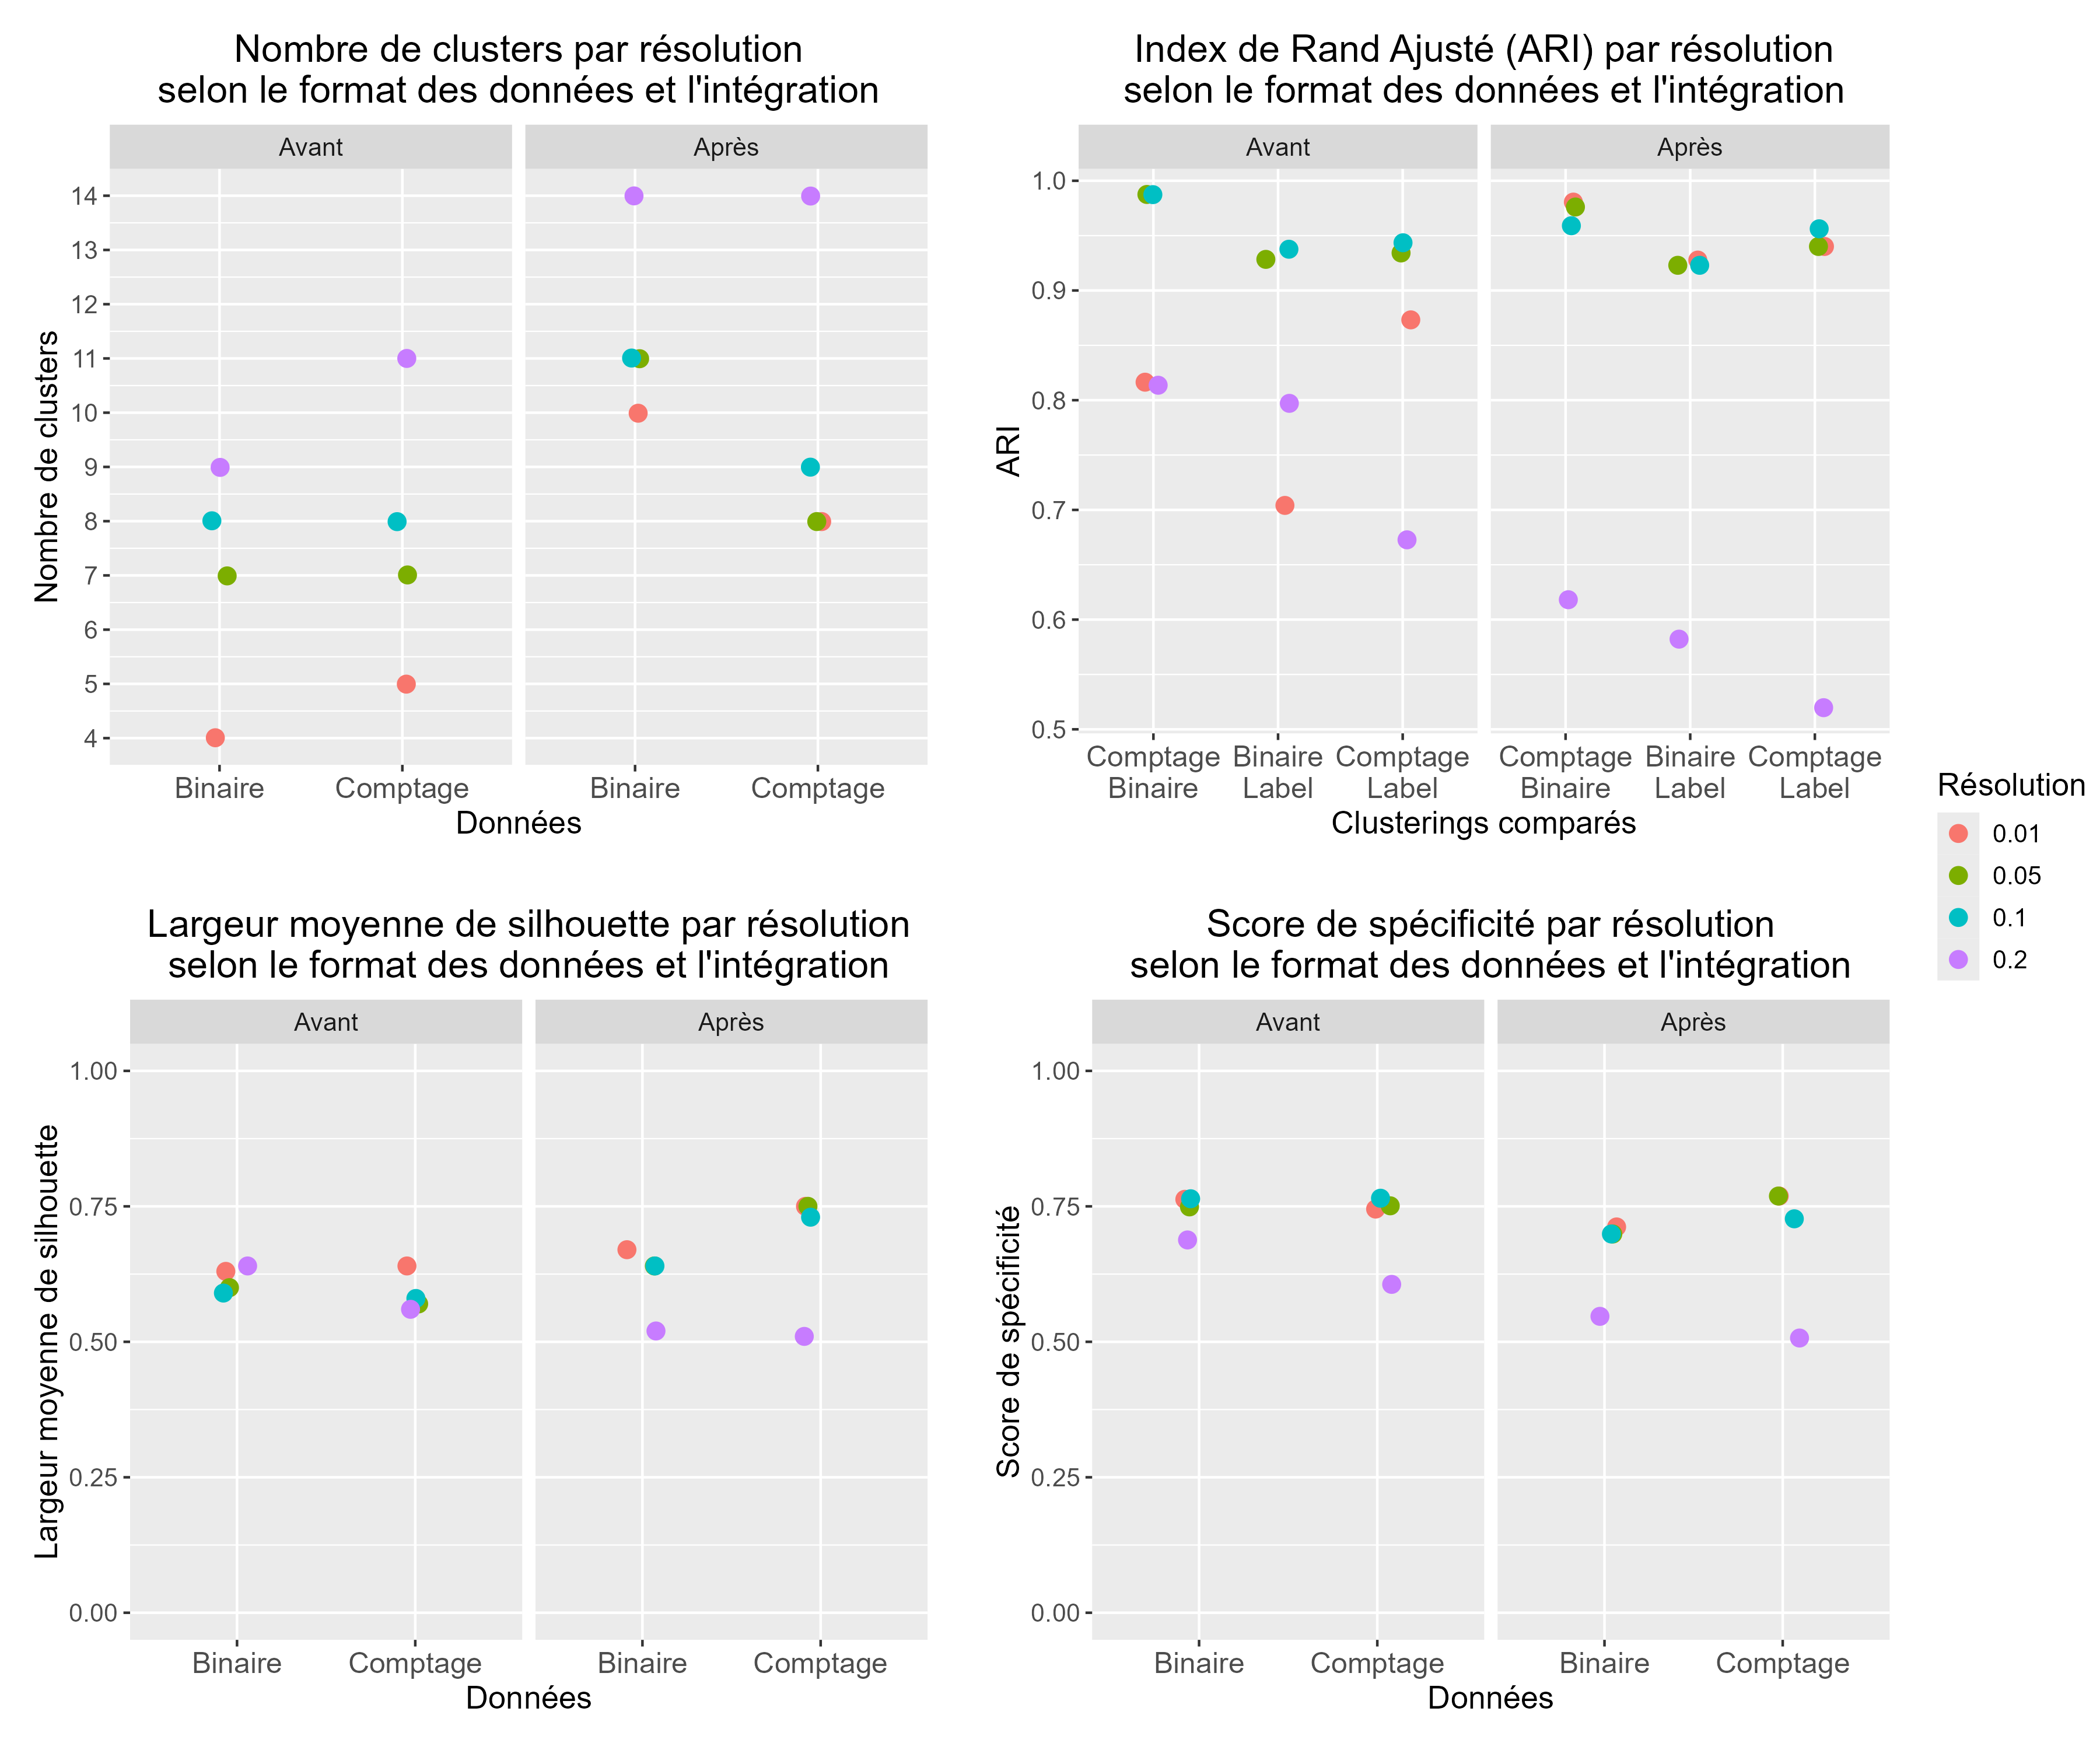 Nombre de clusters par résolution
selon le format des données et l'intégration
Avant
Après
14
13
12
11
10
9
8
7
6
5
4
Nombre de clusters
Binaire
Comptage
Binaire
Comptage
Données
Index de Rand Ajusté (ARI) par résolution
selon le format des données et l'intégration
Avant
Après
1.0
0.9
0.8
0.7
0.6
0.5
ARI
Comptage
Binaire
Binaire
Label
Comptage
Label
Comptage
Binaire
Binaire
Label
Comptage
Label
Clusterings comparés
Résolution
0.01
0.05
0.1
0.2
Largeur moyenne de silhouette par résolution
selon le format des données et l'intégration
Avant
Après
1.00
0.75
0.50
0.25
0.00
Largeur moyenne de silhouette
Binaire
Comptage
Binaire
Comptage
Données
Score de spécificité par résolution
selon le format des données et l'intégration
Avant
Après
1.00
0.75
0.50
0.25
0.00
Score de spécificité
Binaire
Comptage
Binaire
Comptage
Données